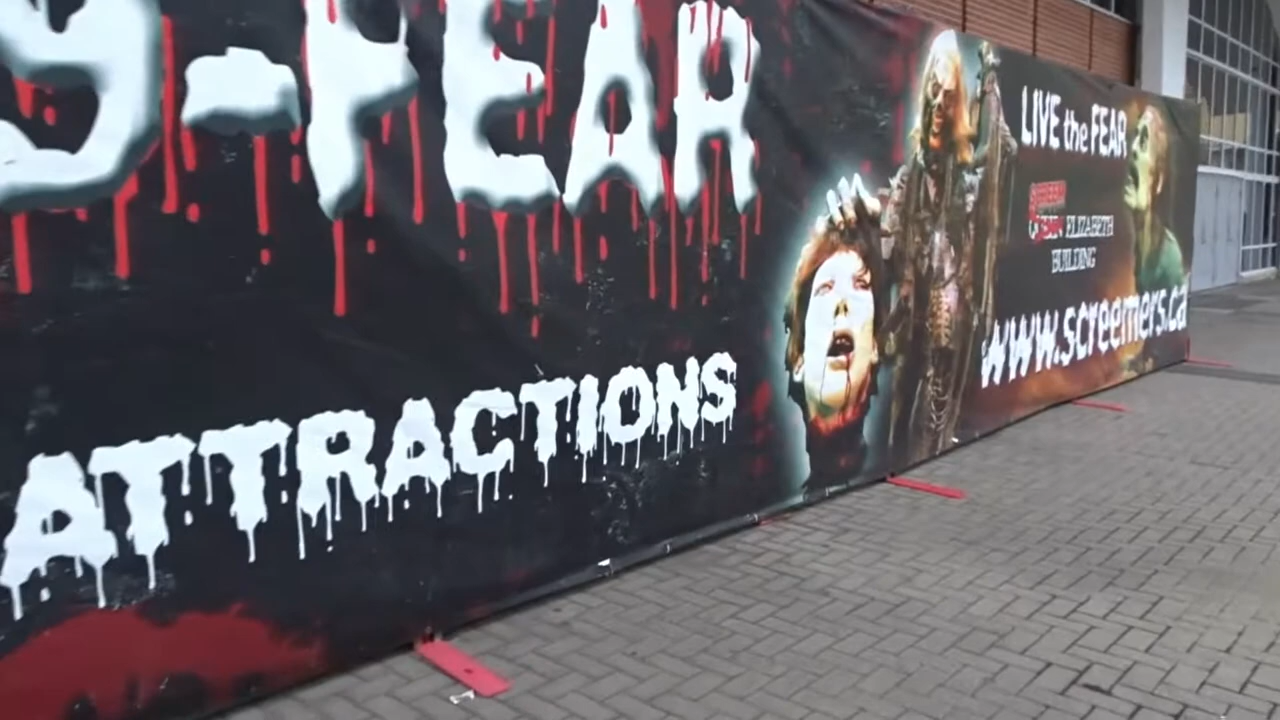 -FEAR
ATTRACTIONS
LIVE the FEAR
ELIZABETH
BUILDING
www.screemers.ca